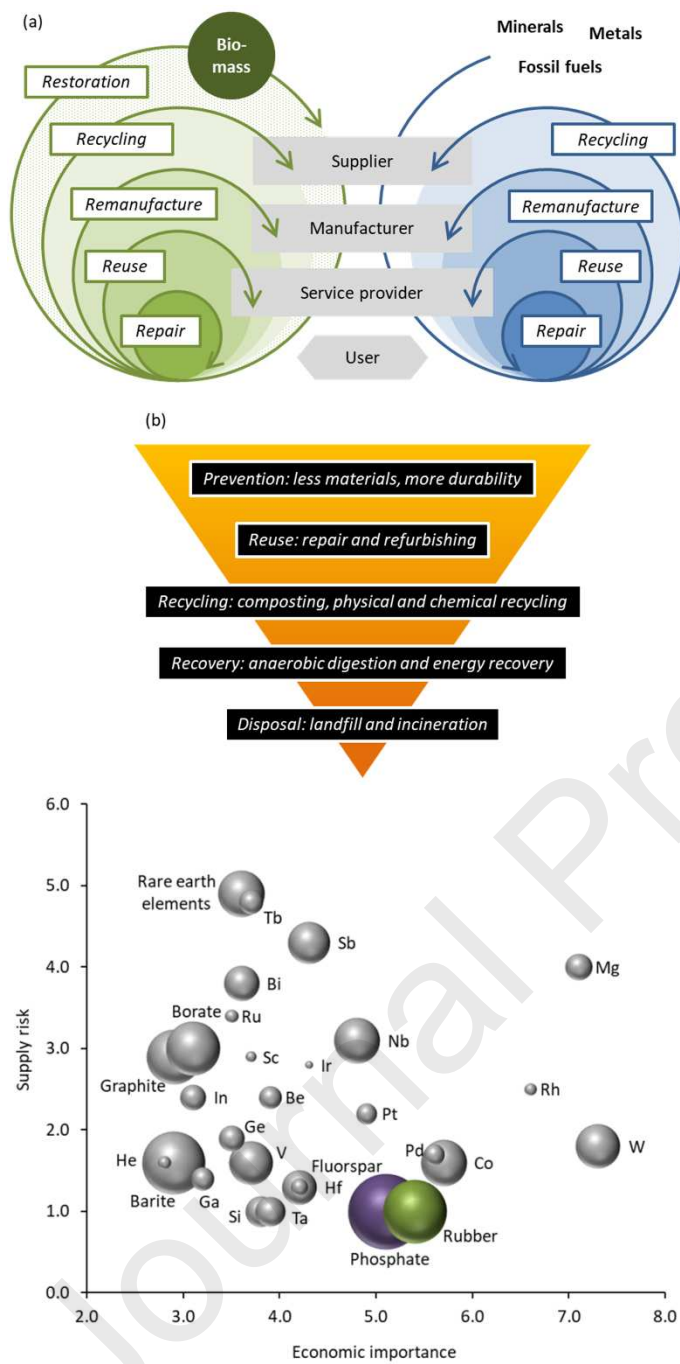 (a)
Bio-
mass
Minerals
Metals
Fossil fuels
Restoration
Recycling
Remanufacture
Reuse
Repair
Supplier
Manufacturer
Service provider
User
Recycling
Remanufacture
Reuse
Repair
(b)
Prevention: less materials, more durability
Reuse: repair and refurbishing
Recycling: composting, physical and chemical recycling
Recovery: anaerobic digestion and energy recovery
Disposal: landfill and incineration
6.0
5.0
4.0
3.0
2.0
1.0
0.0
Supply risk
Rare earth
elements
Tb
Sb
Mg
Bi
Borate
Ru
Nb
Graphite
Sc
Ir
Rh
In
Be
Pt
Ge
V
Pd
W
He
Fluorspar
Co
Barite
Ga
Hf
Si
Ta
Rubber
Phosphate
2.0 3.0 4.0 5.0 6.0 7.0 8.0
Economic importance
Journal Pre